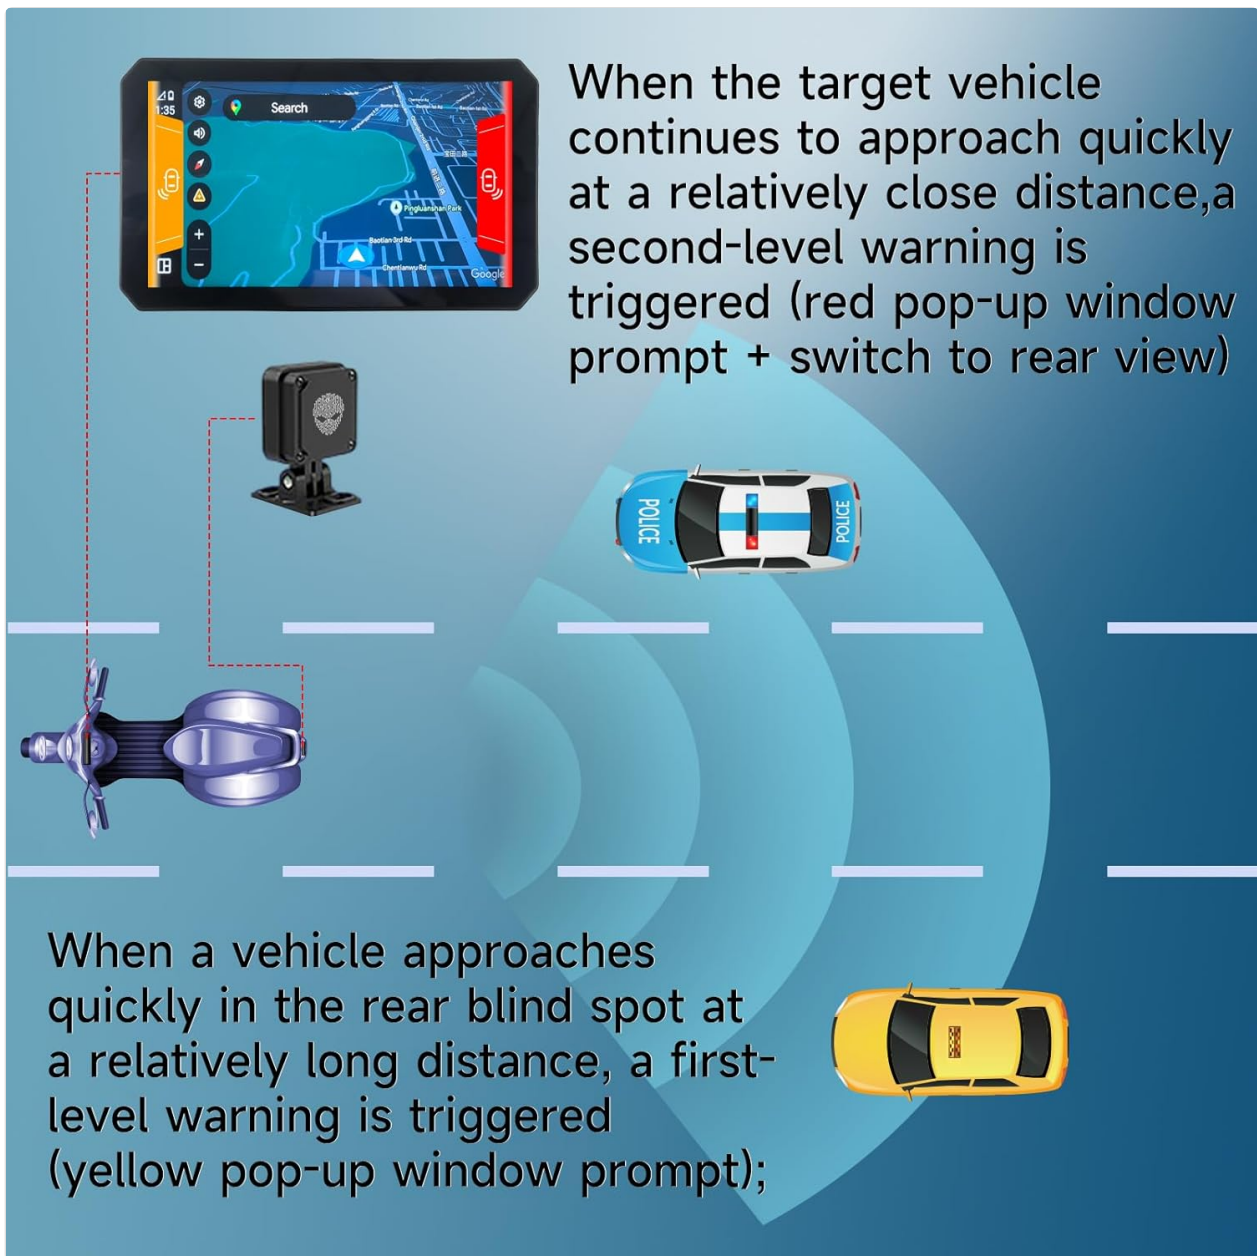 When the target vehicle
continues to approach quickly
at a relatively close distance,a
second-level warning is
triggered (red pop-up window
prompt + switch to rear view)
1:35
Search
Pingluanshan Park
Baotian 3rd Rd
Chentianwu Rd
Google
POLICE
POLICE
When a vehicle approaches
quickly in the rear blind spot at
a relatively long distance, a first-
level warning is triggered
(yellow pop-up window prompt);